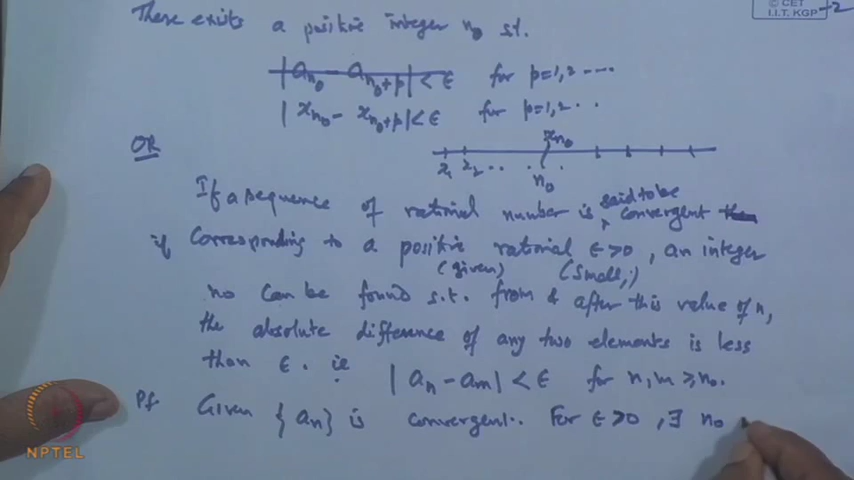 © CET
I.I.T. KGP
+2
There exists a positive integer n₀ st.
|a_{n₀} - a_{n₀+p}| < ε for p=1,2 ----
|x_{n₀} - x_{n₀+p}| < ε for p=1,2 . .
OR
x_{n₀}
x₁ x₂ . . . . .
n₀
If a sequence of rational number is said to be convergent then
if corresponding to a positive rational ε>0, an integer
(given) (small,)
no can be found s.t. from & after this value of n,
the absolute difference of any two elements is less
than ε. ie |a_n - a_m| < ε for n,m ≥ n₀.
Pf Given {a_n} is convergent. For ε>0, ∃ n₀
NPTEL